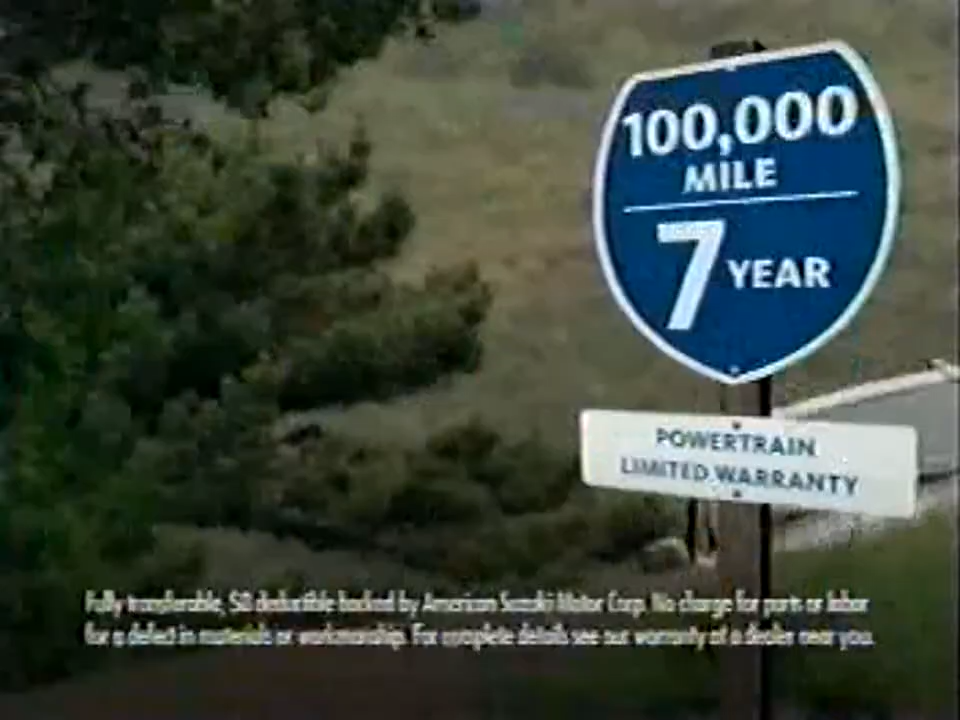 100,000
MILE
7 YEAR
POWERTRAIN
LIMITED WARRANTY
Fully transferable, $0 deductible backed by American Suzuki Motor Corp. No charge for parts or labor
for a defect in materials or workmanship. For complete details see our warranty at a dealer near you.